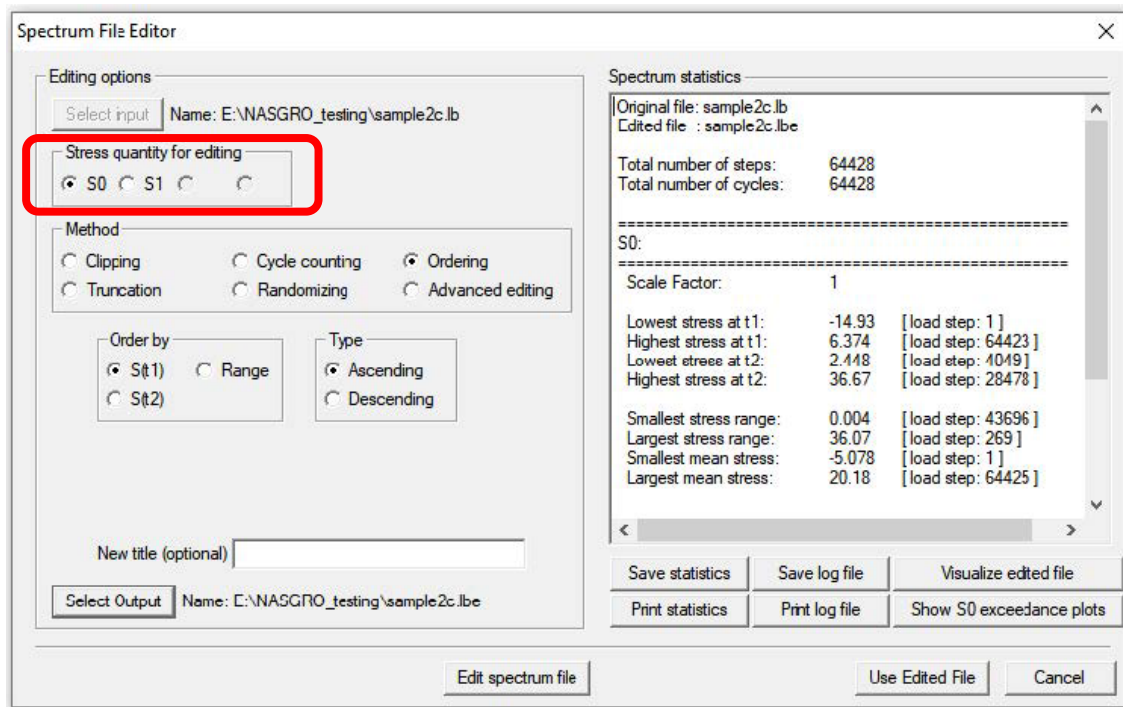 Spectrum File Editor
Editing options
Select input Name: E:\NASGRO_testing\sample2c.lb
Stress quantity for editing
S0 S1
Method
Clipping Cycle counting Ordering
Truncation Randomizing Advanced editing
Order by Type
S(t1) Range Ascending
S(t2) Descending
New title (optional)
Select Output Name: E:\NASGRO_testing\sample2c.lbe
Edit spectrum file
Spectrum statistics
Original file: sample2c.lb
Edited file : sample2c.lbe
Total number of steps: 64428
Total number of cycles: 64428
==================================================
S0:
==================================================
Scale Factor: 1
Lowest stress at t1: -14.93 [ load step: 1 ]
Highest stress at t1: 6.374 [ load step: 64423 ]
Lowest stress at t2: 2.448 [ load step: 4049 ]
Highest stress at t2: 36.67 [ load step: 28478 ]
Smallest stress range: 0.004 [ load step: 43696 ]
Largest stress range: 36.07 [ load step: 269 ]
Smallest mean stress: -5.078 [ load step: 1 ]
Largest mean stress: 20.18 [ load step: 64425 ]
Save statistics Save log file Visualize edited file
Print statistics Print log file Show S0 exceedance plots
Use Edited File Cancel